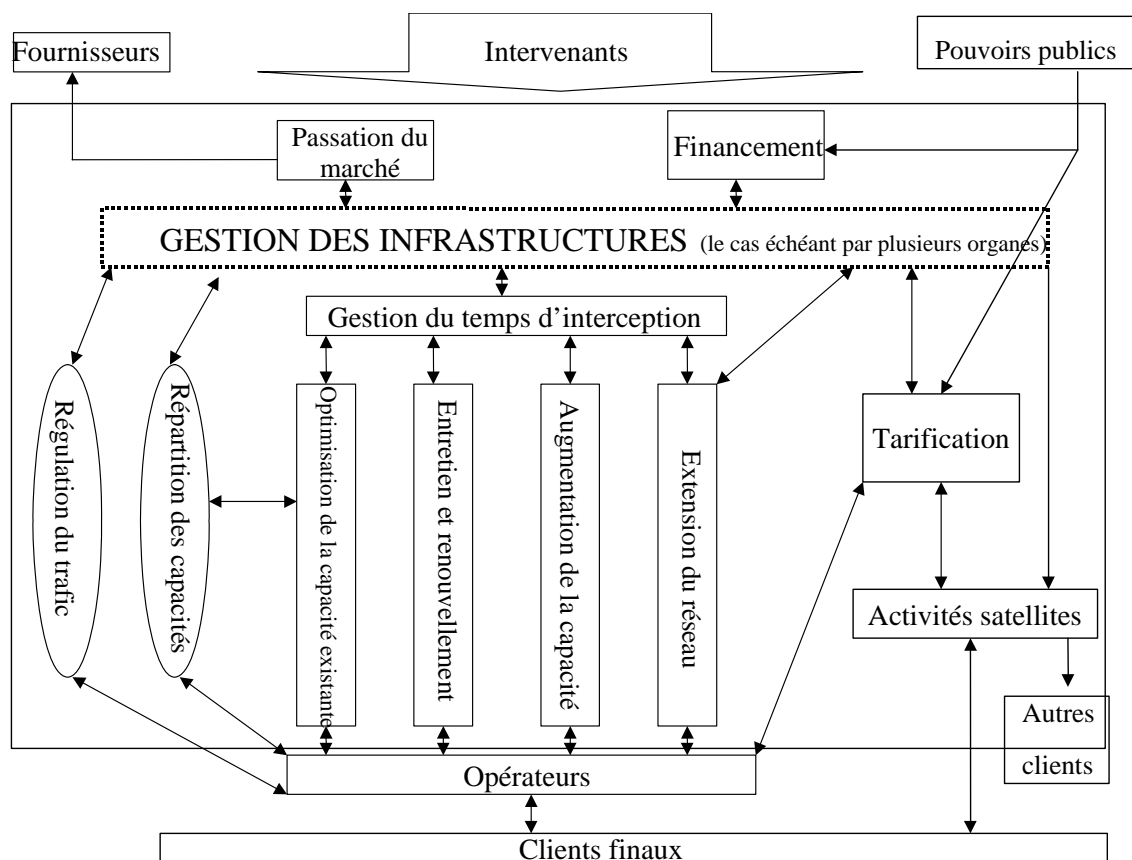 Fournisseurs
Intervenants
Pouvoirs publics
Passation du
marché
Financement
GESTION DES INFRASTRUCTURES (le cas échéant par plusieurs organes)
Gestion du temps d'interception
Régulation du trafic
Répartition des capacités
Optimisation de la capacité existante
Entretien et renouvellement
Augmentation de la capacité
Extension du réseau
Tarification
Activités satellites
Autres
clients
Opérateurs
Clients finaux